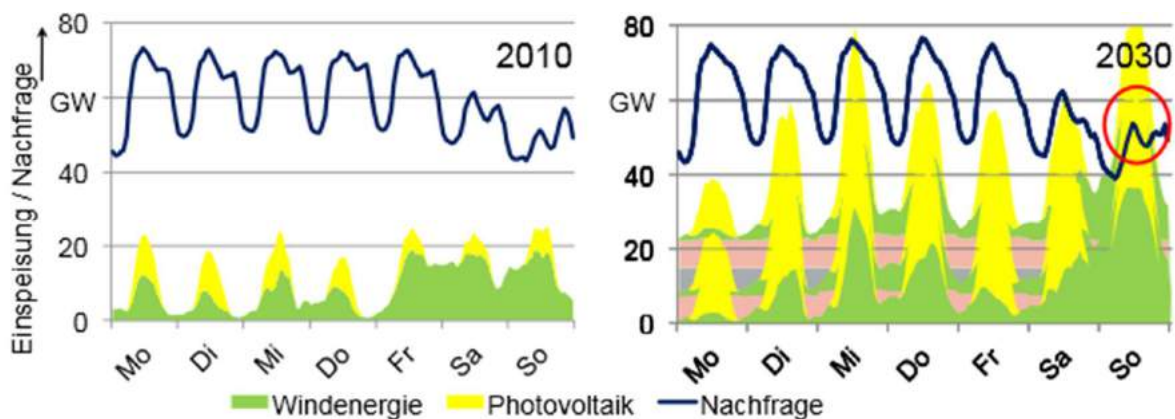 Einspeisung / Nachfrage
80
GW
40
20
0
2010
Mo Di Mi Do Fr Sa So
80
GW
40
20
0
2030
Mo Di Mi Do Fr Sa So
Windenergie Photovoltaik Nachfrage